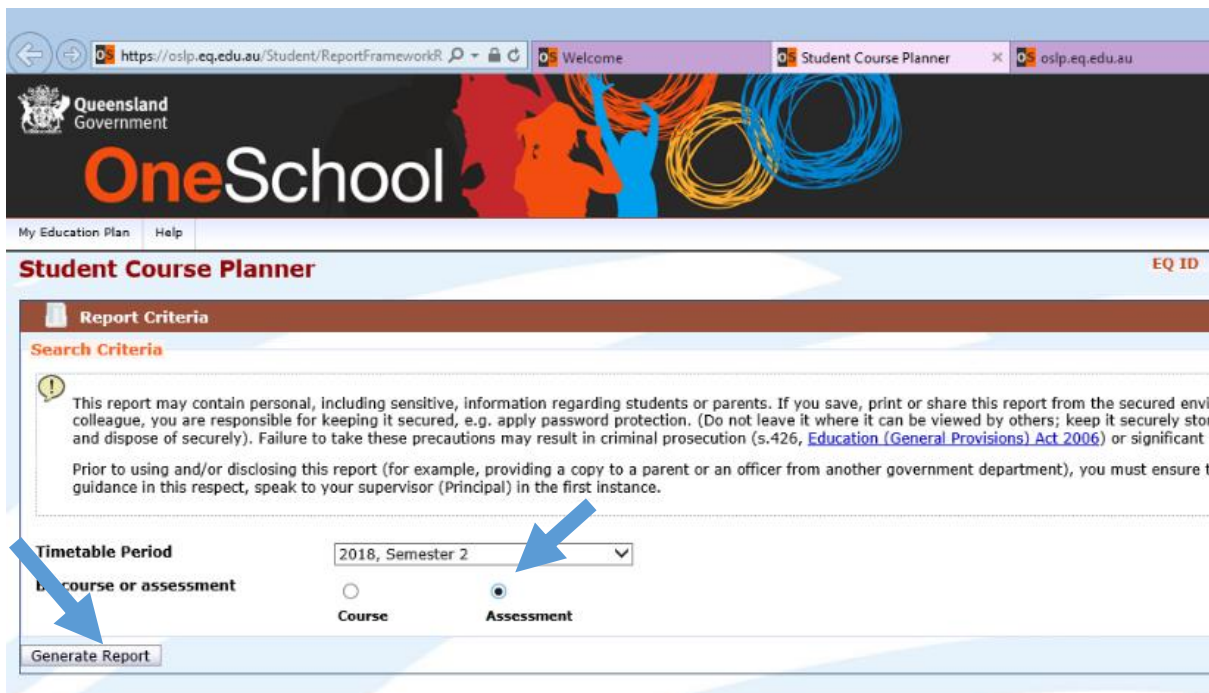 https://oslp.eq.edu.au/Student/ReportFrameworkR
Welcome
Student Course Planner
oslp.eq.edu.au
Queensland
Government
OneSchool
My Education Plan Help
Student Course Planner
EQ ID
Report Criteria
Search Criteria
This report may contain personal, including sensitive, information regarding students or parents. If you save, print or share this report from the secured envi
colleague, you are responsible for keeping it secured, e.g. apply password protection. (Do not leave it where it can be viewed by others; keep it securely stor
and dispose of securely). Failure to take these precautions may result in criminal prosecution (s.426, Education (General Provisions) Act 2006) or significant
Prior to using and/or disclosing this report (for example, providing a copy to a parent or an officer from another government department), you must ensure t
guidance in this respect, speak to your supervisor (Principal) in the first instance.
Timetable Period
2018, Semester 2
course or assessment
Course
Assessment
Generate Report